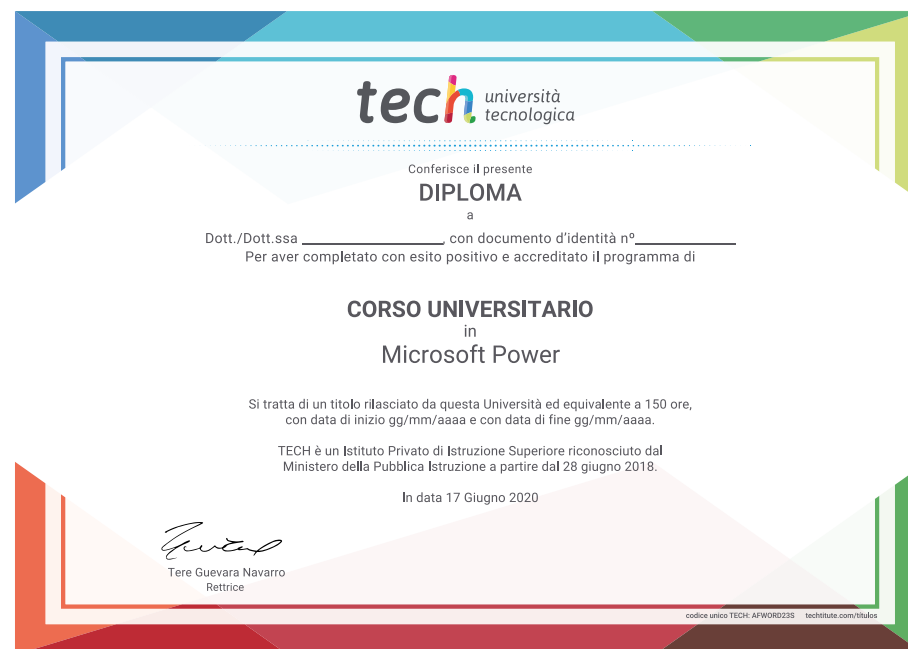 tech università
tecnologica
Conferisce il presente
DIPLOMA
a
Dott./Dott.ssa ____________________, con documento d'identità nº______________
Per aver completato con esito positivo e accreditato il programma di
CORSO UNIVERSITARIO
in
Microsoft Power
Si tratta di un titolo rilasciato da questa Università ed equivalente a 150 ore,
con data di inizio gg/mm/aaaa e con data di fine gg/mm/aaaa.
TECH è un Istituto Privato di Istruzione Superiore riconosciuto dal
Ministero della Pubblica Istruzione a partire dal 28 giugno 2018.
In data 17 Giugno 2020
Tere Guevara Navarro
Rettrice
codice unico TECH: AFWORD23S techtitute.com/titulos